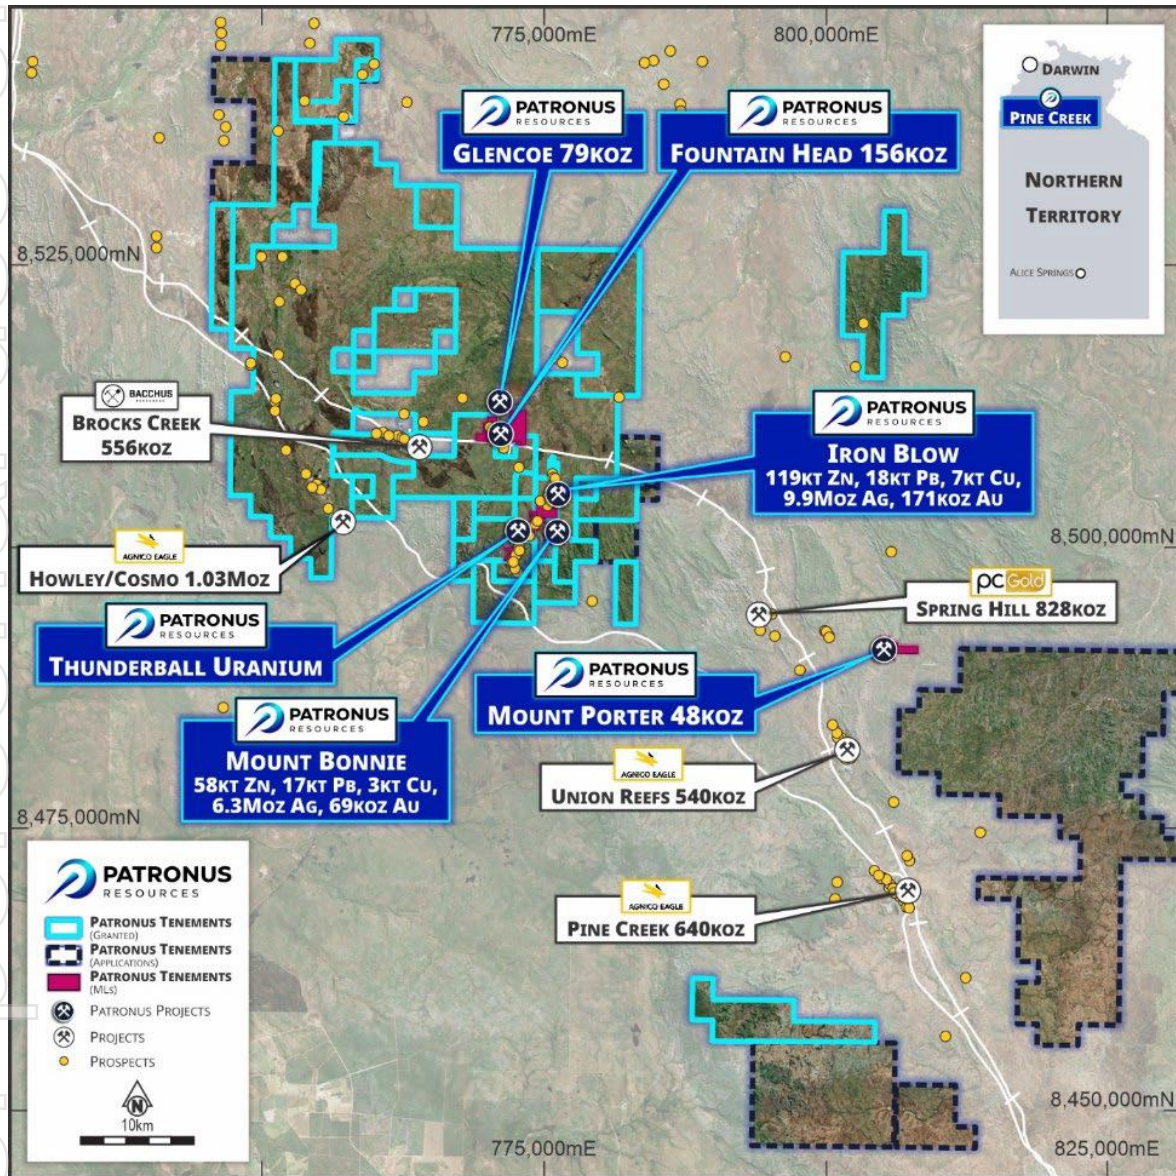 775,000mE
800,000mE
DARWIN
PINE CREEK
NORTHERN
TERRITORY
ALICE SPRINGS
PATRONUS
RESOURCES
GLENCOE 79KOZ
PATRONUS
RESOURCES
FOUNTAIN HEAD 156KOZ
8,525,000mN
BACCHUS
RESOURCES
BROCKS CREEK
556KOZ
PATRONUS
RESOURCES
IRON BLOW
119KT ZN, 18KT PB, 7KT CU,
9.9MOZ AG, 171KOZ AU
AGNICO EAGLE
HOWLEY/COSMO 1.03MOZ
8,500,000mN
pc Gold
SPRING HILL 828KOZ
PATRONUS
RESOURCES
THUNDERBALL URANIUM
PATRONUS
RESOURCES
MOUNT PORTER 48KOZ
PATRONUS
RESOURCES
MOUNT BONNIE
58KT ZN, 17KT PB, 3KT CU,
6.3MOZ AG, 69KOZ AU
AGNICO EAGLE
UNION REEFS 540KOZ
8,475,000mN
AGNICO EAGLE
PINE CREEK 640KOZ
PATRONUS
RESOURCES
PATRONUS TENEMENTS
(GRANTED)
PATRONUS TENEMENTS
(APPLICATIONS)
PATRONUS TENEMENTS
(MLs)
PATRONUS PROJECTS
PROJECTS
PROSPECTS
N
10km
8,450,000mN
775,000mE
825,000mE